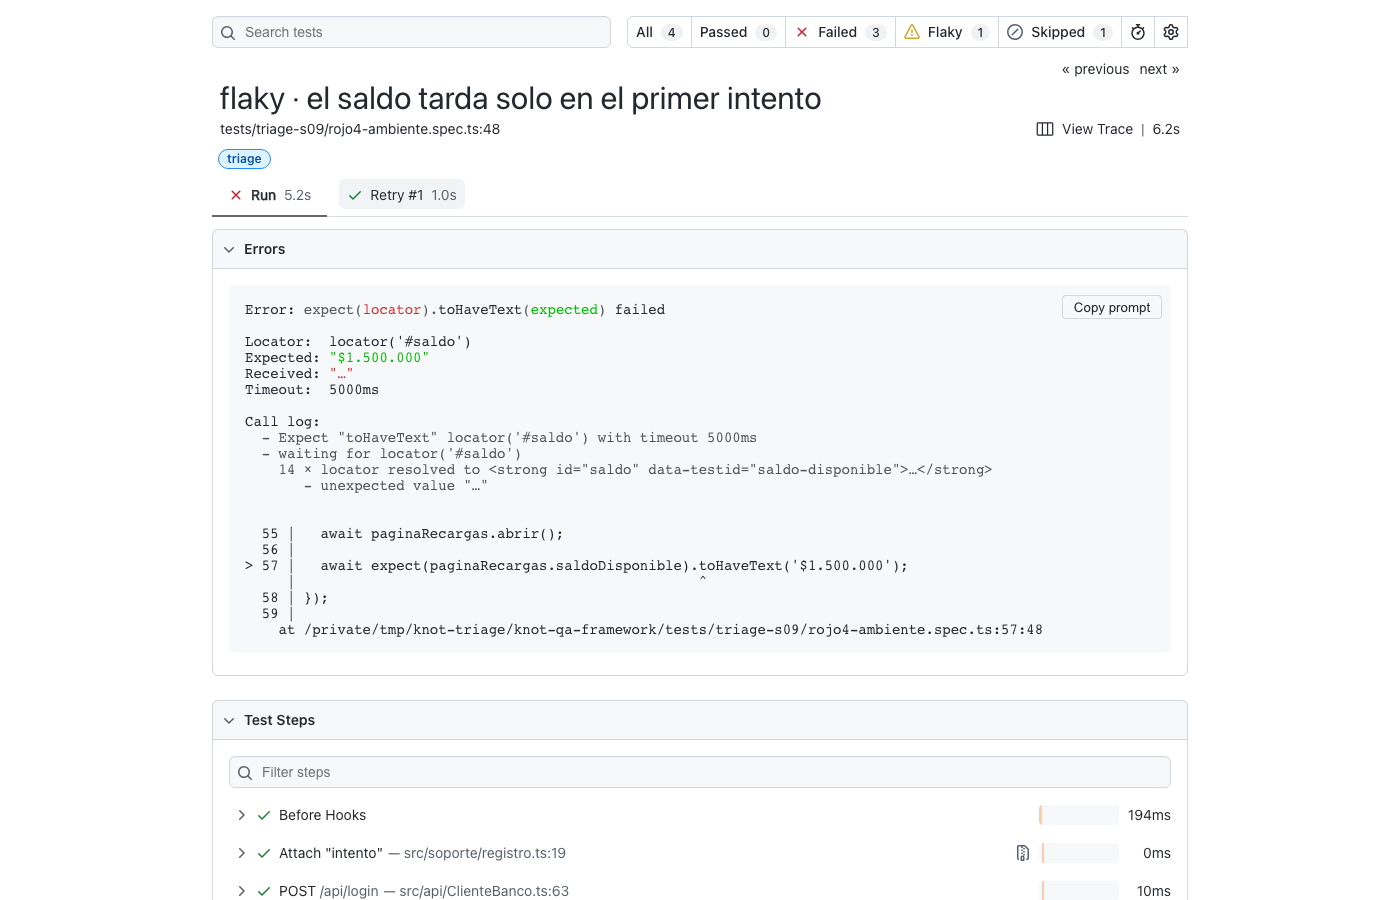 Search tests
All 4 Passed 0 Failed 3 Flaky 1 Skipped 1
« previous next »
flaky · el saldo tarda solo en el primer intento
tests/triage-s09/rojo4-ambiente.spec.ts:48
View Trace | 6.2s
triage
Run 5.2s Retry #1 1.0s
Errors
Copy prompt
Error: expect(locator).toHaveText(expected) failed
Locator:  locator('#saldo')
Expected: "$1.500.000"
Received: "…"
Timeout:  5000ms
Call log:
  - Expect "toHaveText" locator('#saldo') with timeout 5000ms
  - waiting for locator('#saldo')
    14 × locator resolved to <strong id="saldo" data-testid="saldo-disponible">…</strong>
       - unexpected value "…"
  55 |   await paginaRecargas.abrir();
  56 |
> 57 |   await expect(paginaRecargas.saldoDisponible).toHaveText('$1.500.000');
     |                                                ^
  58 | });
  59 |
    at /private/tmp/knot-triage/knot-qa-framework/tests/triage-s09/rojo4-ambiente.spec.ts:57:48
Test Steps
Filter steps
Before Hooks 194ms
Attach "intento" — src/soporte/registro.ts:19 0ms
POST /api/login — src/api/ClienteBanco.ts:63 10ms